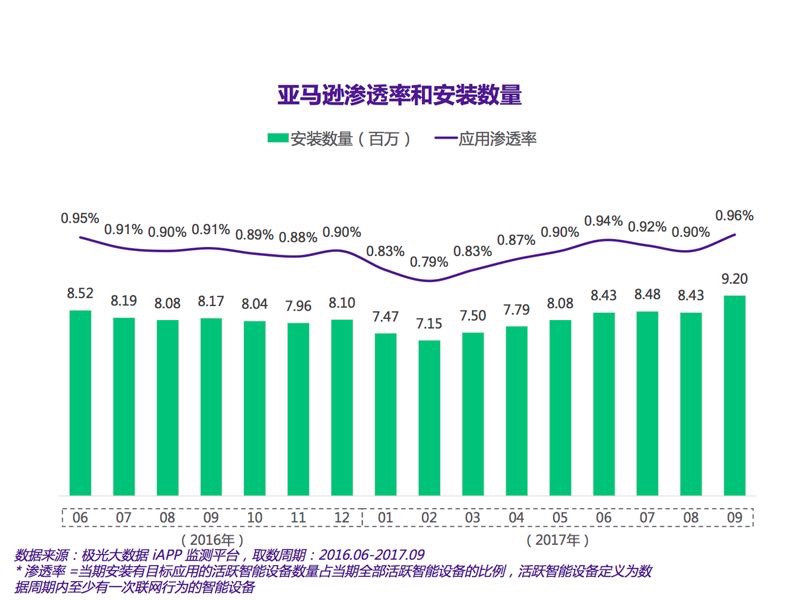 亚马逊渗透率和安装数量
安装数量（百万） 应用渗透率
0.95% 0.91% 0.90% 0.91% 0.89% 0.88% 0.90% 0.83% 0.79% 0.83% 0.87% 0.90% 0.94% 0.92% 0.90% 0.96%
8.52 8.19 8.08 8.17 8.04 7.96 8.10 7.47 7.15 7.50 7.79 8.08 8.43 8.48 8.43 9.20
06 07 08 09 10 11 12 01 02 03 04 05 06 07 08 09
（2016年） （2017年）
数据来源：极光大数据 iAPP 监测平台，取数周期：2016.06-2017.09
* 渗透率 =当期安装有目标应用的活跃智能设备数量占当期全部活跃智能设备的比例，活跃智能设备定义为数
据周期内至少有一次联网行为的智能设备